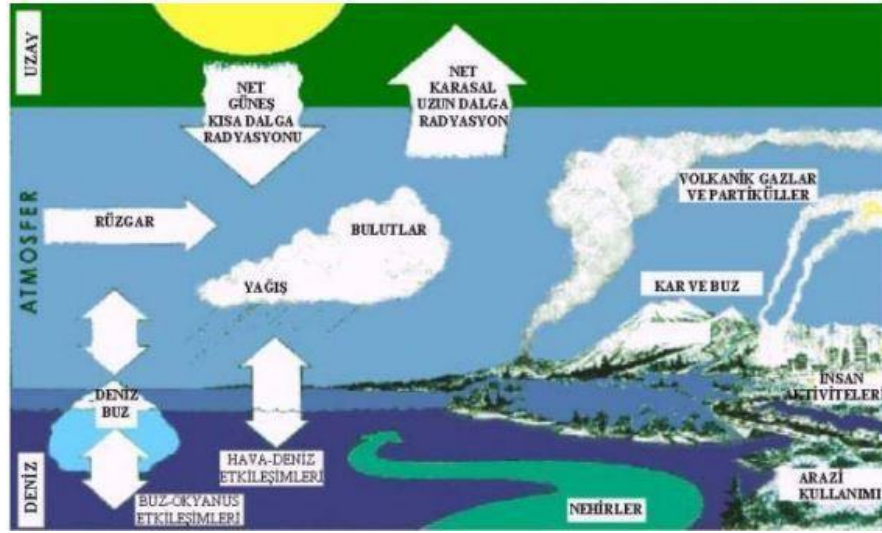 UZAY
NET
GÜNEŞ
KISA DALGA
RADYASYONU
NET
KARASAL
UZUN DALGA
RADYASYON
ATMOSFER
RÜZGAR
BULUTLAR
YAĞIŞ
VOLKANİK GAZLAR
VE PARTİKÜLLER
KAR VE BUZ
DENİZ
BUZ
İNSAN
AKTİVİTELERİ
HAVA-DENİZ
ETKİLEŞİMLERİ
DENİZ
BUZ-OKYANUS
ETKİLEŞİMLERİ
NEHİRLER
ARAZİ
KULLANIMI